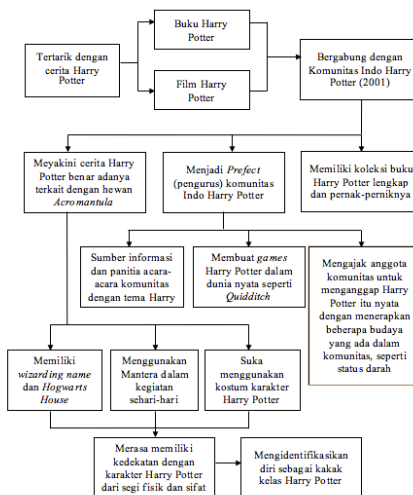 Buku Harry
Potter
Tertarik dengan
cerita Harry
Potter
Film Harry
Potter
Bergabung dengan
Komunitas Indo Harry
Potter (2001)
Meyakini cerita Harry
Potter benar adanya
terkait dengan hewan
Acromantula
Menjadi Prefect
(pengurus) komunitas
Indo Harry Potter
Memiliki koleksi buku
Harry Potter lengkap
dan pernak-perniknya
Sumber informasi
dan panitia acara-
acara komunitas
dengan tema Harry
Membuat games
Harry Potter dalam
dunia nyata seperti
Quidditch
Mengajak anggota
komunitas untuk
menganggap Harry
Potter itu nyata
dengan menerapkan
beberapa budaya
yang ada dalam
komunitas, seperti
status darah
Memiliki
wizarding name
dan Hogwarts
House
Menggunakan
Mantera dalam
kegiatan
sehari-hari
Suka
menggunakan
kostum karakter
Harry Potter
Merasa memiliki
kedekatan dengan
karakter Harry Potter
dari segi fisik dan sifat
Mengidentifikasikan
diri sebagai kakak
kelas Harry Potter